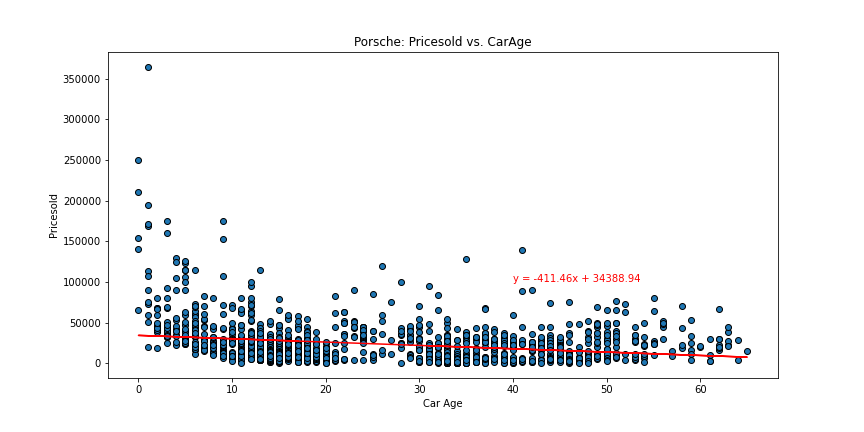 Porsche: Pricesold vs. CarAge
Pricesold
350000
300000
250000
200000
150000
100000
50000
0
y = -411.46x + 34388.94
0 10 20 30 40 50 60
Car Age